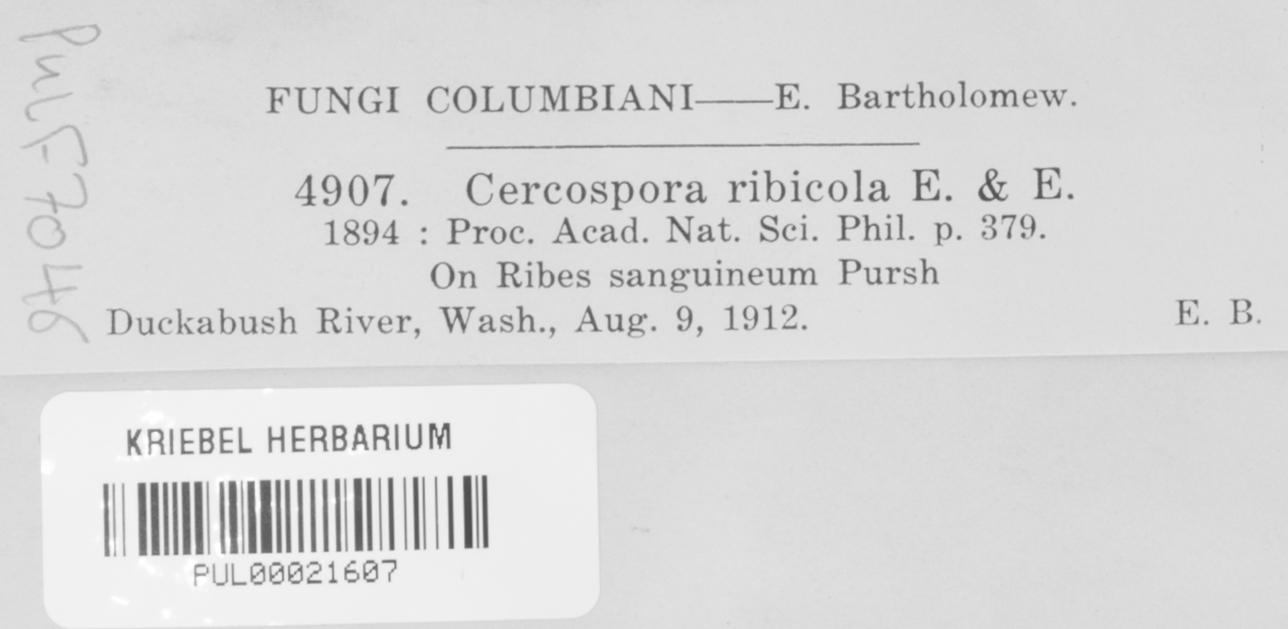 PUL F7046
FUNGI COLUMBIANI——E. Bartholomew.
4907. Cercospora ribicola E. & E.
1894 : Proc. Acad. Nat. Sci. Phil. p. 379.
On Ribes sanguineum Pursh
Duckabush River, Wash., Aug. 9, 1912. E. B.
KRIEBEL HERBARIUM
PUL00021607